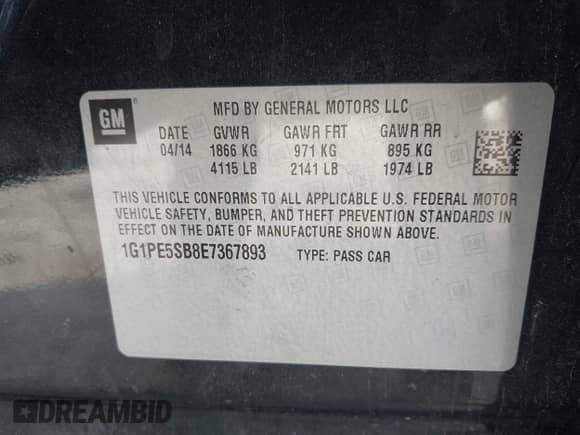 GM
MFD BY GENERAL MOTORS LLC
DATE GVWR GAWR FRT GAWR RR
04/14 1866 KG 971 KG 895 KG
4115 LB 2141 LB 1974 LB
THIS VEHICLE CONFORMS TO ALL APPLICABLE U.S. FEDERAL MOTOR
VEHICLE SAFETY, BUMPER, AND THEFT PREVENTION STANDARDS
IN EFFECT ON THE DATE OF MANUFACTURE SHOWN ABOVE.
1G1PE5SB8E7367893 TYPE: PASS CAR
DREAMBID